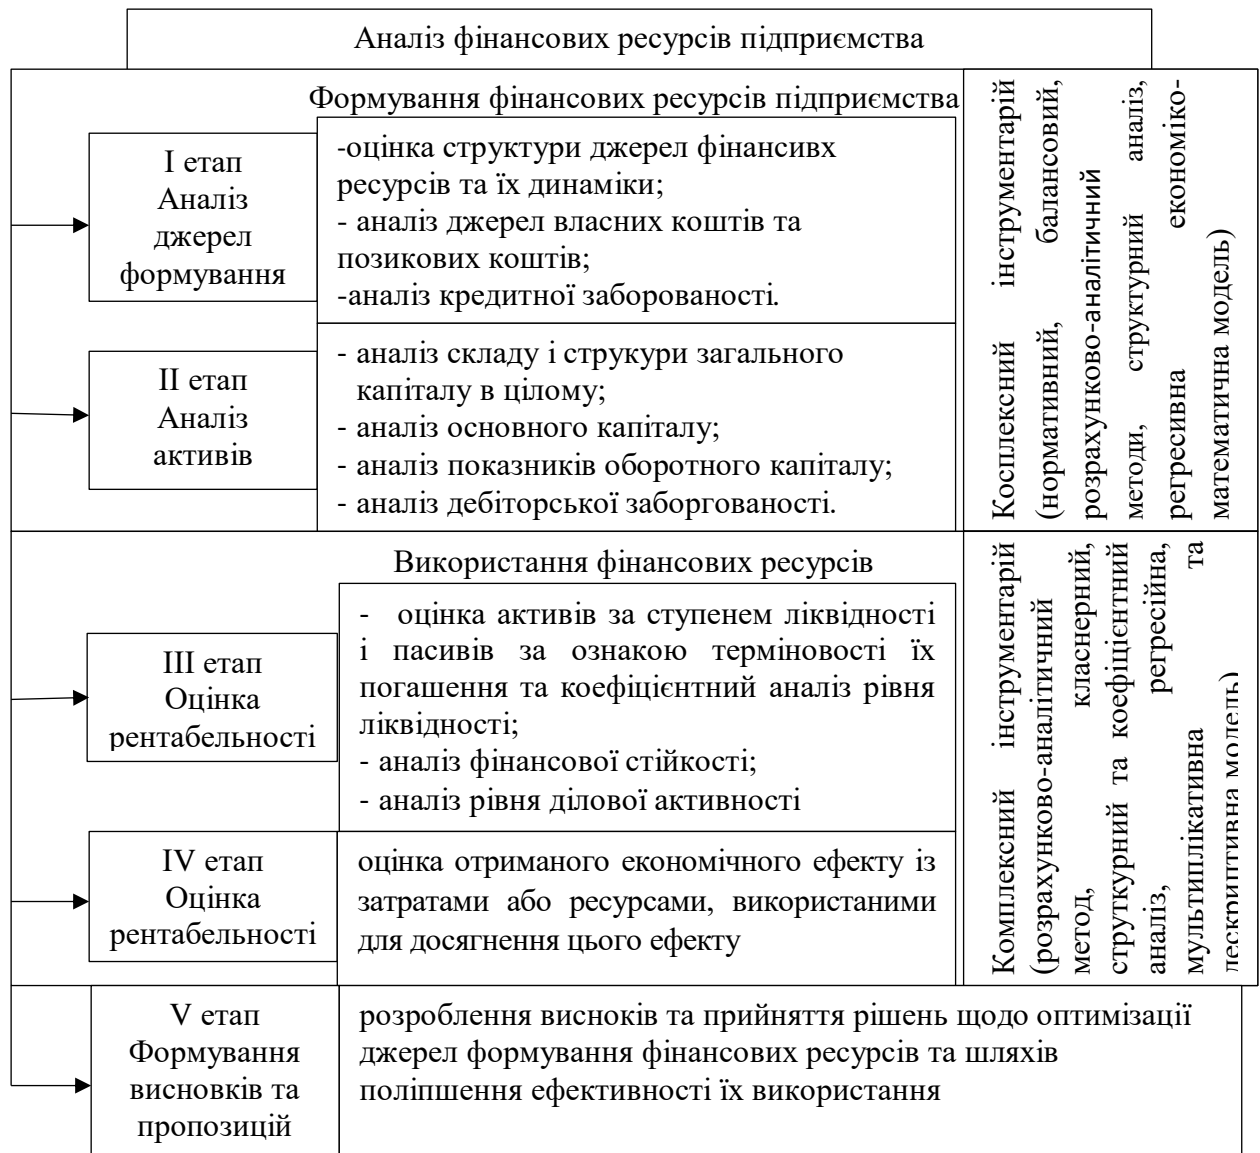 Аналіз фінансових ресурсів підприємства
Формування фінансових ресурсів підприємства
І етап
Аналіз
джерел
формування
-оцінка структури джерел фінансивх
ресурсів та їх динаміки;
- аналіз джерел власних коштів та
позикових коштів;
-аналіз кредитної заборованості.
ІІ етап
Аналіз
активів
- аналіз складу і струкури загального
капіталу в цілому;
- аналіз основного капіталу;
- аналіз показників оборотного капіталу;
- аналіз дебіторської заборгованості.
Косплексний інструментарій
(нормативний, балансовий,
розрахунково-аналітичний
методи, структурний аналіз,
регресивна економіко-
математична модель)
Використання фінансових ресурсів
ІІІ етап
Оцінка
рентабельності
- оцінка активів за ступенем ліквідності
і пасивів за ознакою терміновості їх
погашення та коефіцієнтний аналіз рівня
ліквідності;
- аналіз фінансової стійкості;
- аналіз рівня ділової активності
IV етап
Оцінка
рентабельності
оцінка отриманого економічного ефекту із
затратами або ресурсами, використаними
для досягнення цього ефекту
Комплексний інструментарій
(розрахунково-аналітичний
метод, класнерний,
струткурний та коефіцієнтний
аналіз, регресійна,
мультиплікативна та
дескриптивна модель)
V етап
Формування
висновків та
пропозицій
розроблення висноків та прийняття рішень щодо оптимізації
джерел формування фінансових ресурсів та шляхів
поліпшення ефективності їх використання